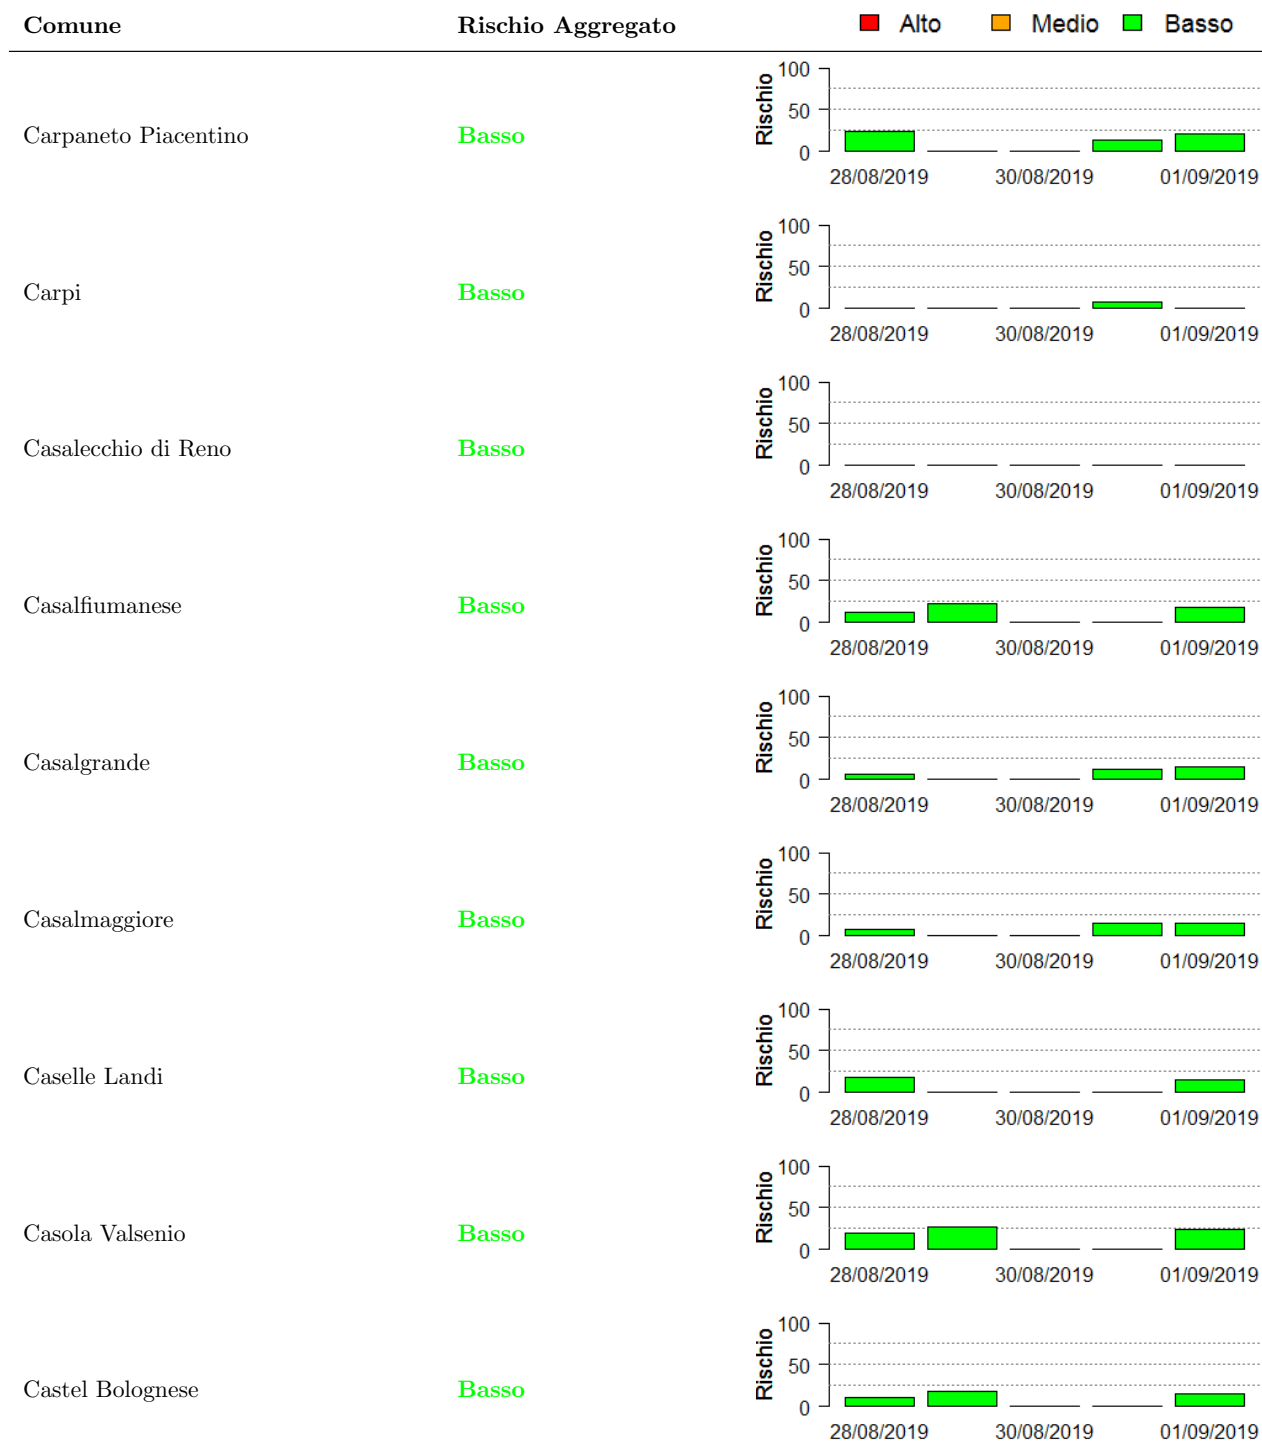 Comune Rischio Aggregato Alto Medio Basso
100
50
0
Rischio
Carpaneto Piacentino Basso
28/08/2019 30/08/2019 01/09/2019
100
50
0
Rischio
Carpi Basso
28/08/2019 30/08/2019 01/09/2019
100
50
0
Rischio
Casalecchio di Reno Basso
28/08/2019 30/08/2019 01/09/2019
100
50
0
Rischio
Casalfiumanese Basso
28/08/2019 30/08/2019 01/09/2019
100
50
0
Rischio
Casalgrande Basso
28/08/2019 30/08/2019 01/09/2019
100
50
0
Rischio
Casalmaggiore Basso
28/08/2019 30/08/2019 01/09/2019
100
50
0
Rischio
Caselle Landi Basso
28/08/2019 30/08/2019 01/09/2019
100
50
0
Rischio
Casola Valsenio Basso
28/08/2019 30/08/2019 01/09/2019
100
50
0
Rischio
Castel Bolognese Basso
28/08/2019 30/08/2019 01/09/2019